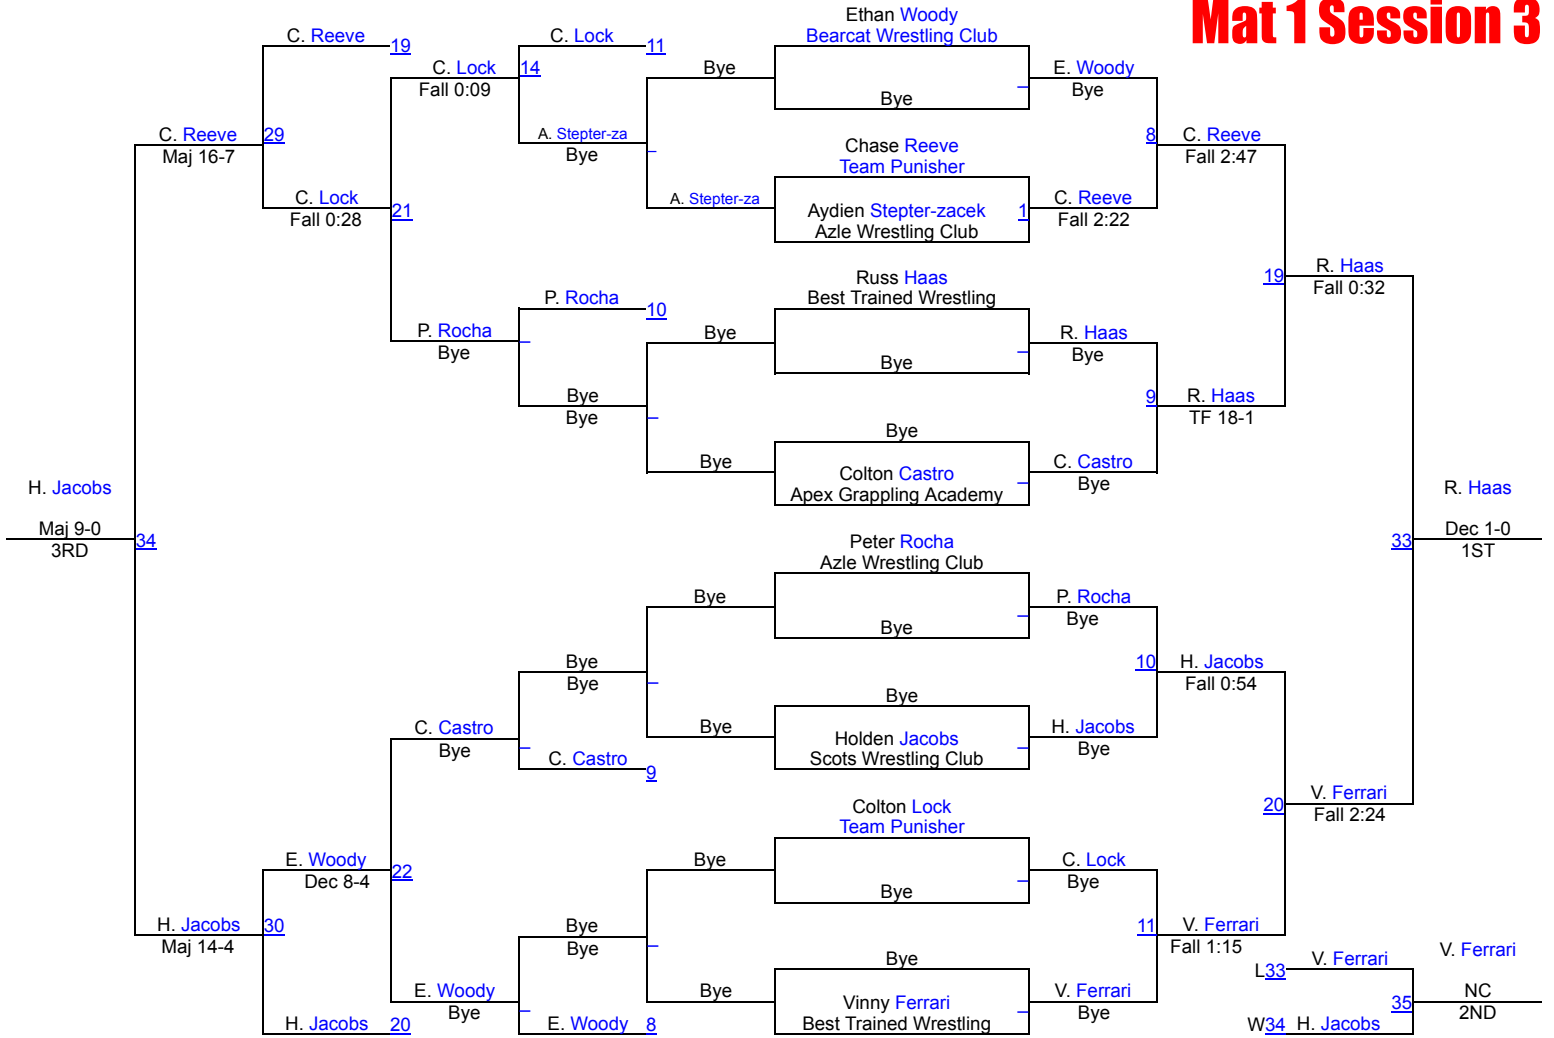 Mat 1 Session 3
Ethan Woody
Bearcat Wrestling Club
C. Reeve
19
C. Lock
11
C. Lock
14
Fall 0:09
Bye
E. Woody
Bye
Bye
C. Reeve
29
Maj 16-7
A. Stepter-za
Bye
Chase Reeve
Team Punisher
8
C. Reeve
Fall 2:47
C. Lock
21
Fall 0:28
A. Stepter-za
Aydien Stepter-zacek
1
Azle Wrestling Club
C. Reeve
Fall 2:22
Russ Haas
Best Trained Wrestling
19
R. Haas
Fall 0:32
P. Rocha
10
P. Rocha
Bye
Bye
R. Haas
Bye
Bye
Bye
Bye
9
R. Haas
TF 18-1
Bye
Bye
Colton Castro
Apex Grappling Academy
C. Castro
Bye
H. Jacobs
Maj 9-0
34
3RD
R. Haas
33
Dec 1-0
1ST
Peter Rocha
Azle Wrestling Club
Bye
P. Rocha
Bye
Bye
Bye
Bye
10
H. Jacobs
Fall 0:54
Bye
C. Castro
Bye
Bye
Holden Jacobs
Scots Wrestling Club
H. Jacobs
Bye
C. Castro
9
20
V. Ferrari
Fall 2:24
Colton Lock
Team Punisher
E. Woody
22
Dec 8-4
Bye
C. Lock
Bye
Bye
H. Jacobs
30
Maj 14-4
Bye
Bye
11
V. Ferrari
Fall 1:15
Bye
E. Woody
Bye
Bye
Vinny Ferrari
Best Trained Wrestling
V. Ferrari
Bye
L33
V. Ferrari
V. Ferrari
35
NC
2ND
H. Jacobs
20
E. Woody
8
W34
H. Jacobs